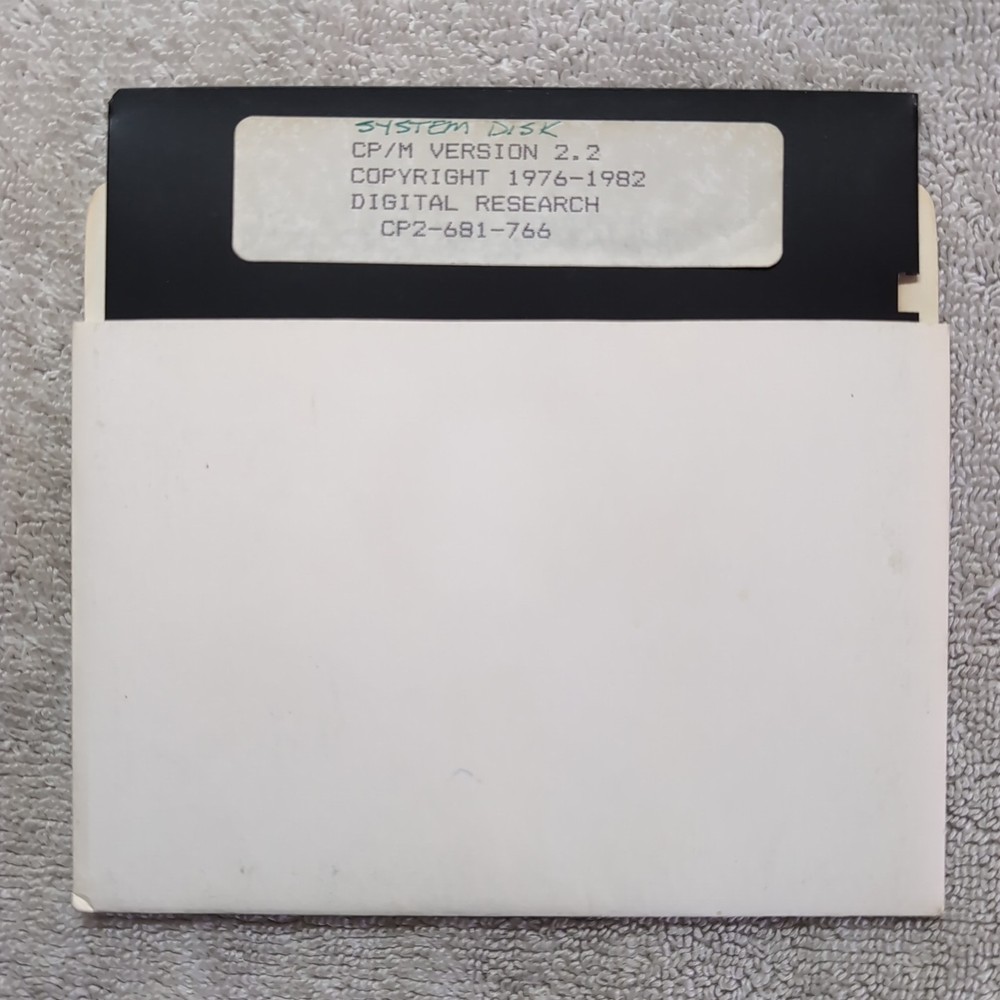 SYSTEM DISK
CP/M VERSION 2.2
COPYRIGHT 1976-1982
DIGITAL RESEARCH
CP2-681-766